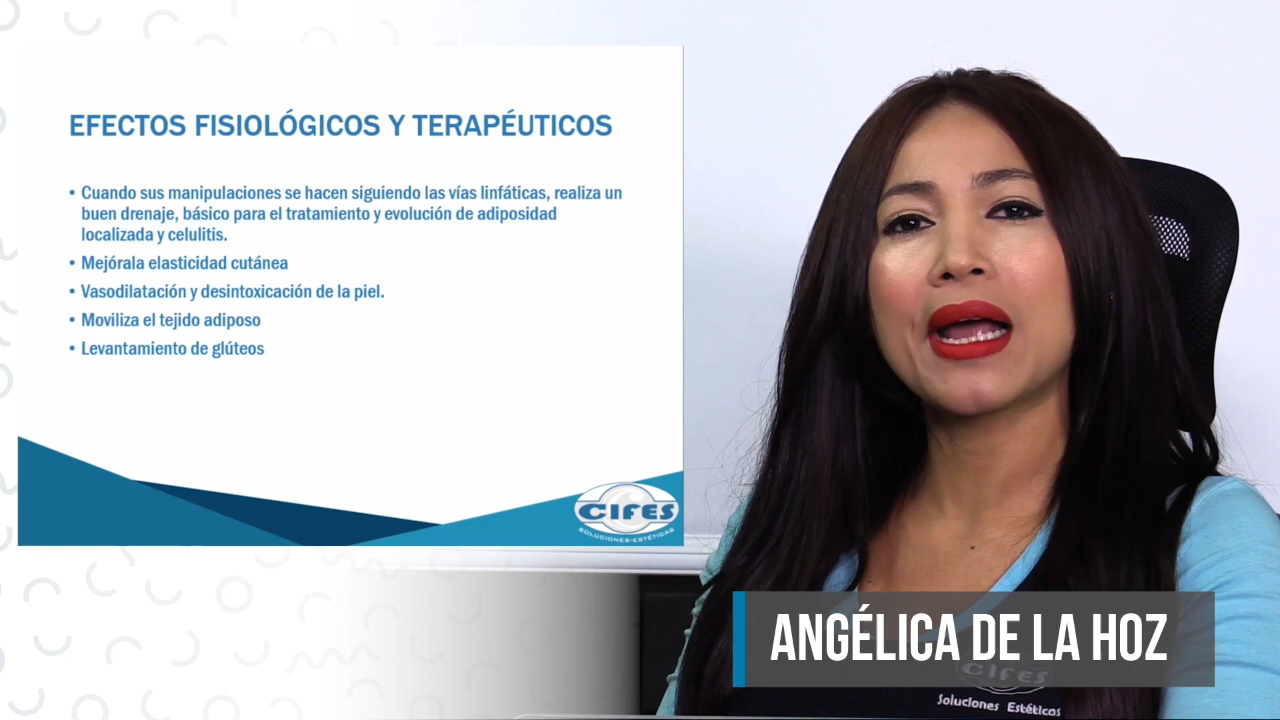 EFECTOS FISIOLÓGICOS Y TERAPÉUTICOS
• Cuando sus manipulaciones se hacen siguiendo las vías linfáticas, realiza un
buen drenaje, básico para el tratamiento y evolución de adiposidad
localizada y celulitis.
• Mejórala elasticidad cutánea
• Vasodilatación y desintoxicación de la piel.
• Moviliza el tejido adiposo
• Levantamiento de glúteos
CIFES
SOLUCIONES-ESTÉTICAS
ANGÉLICA DE LA HOZ
CIFES
Soluciones Estéticas